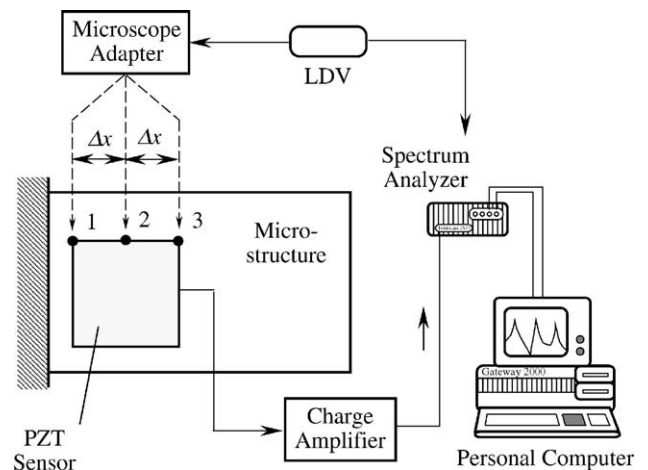 Microscope
Adapter
LDV
Δx
Δx
Spectrum
Analyzer
1
2
3
Micro-
structure
Gateway 2000
Charge
Amplifier
PZT
Sensor
Personal Computer